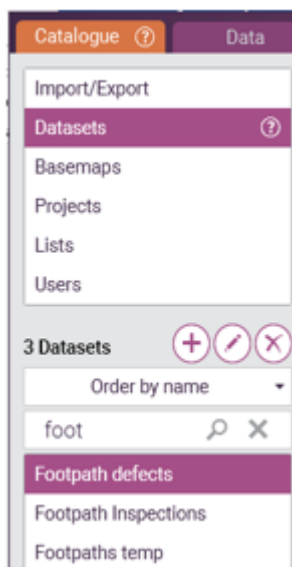 Catalogue ? Data
Import/Export
Datasets ?
Basemaps
Projects
Lists
Users
3 Datasets
Order by name
foot
Footpath defects
Footpath Inspections
Footpaths temp